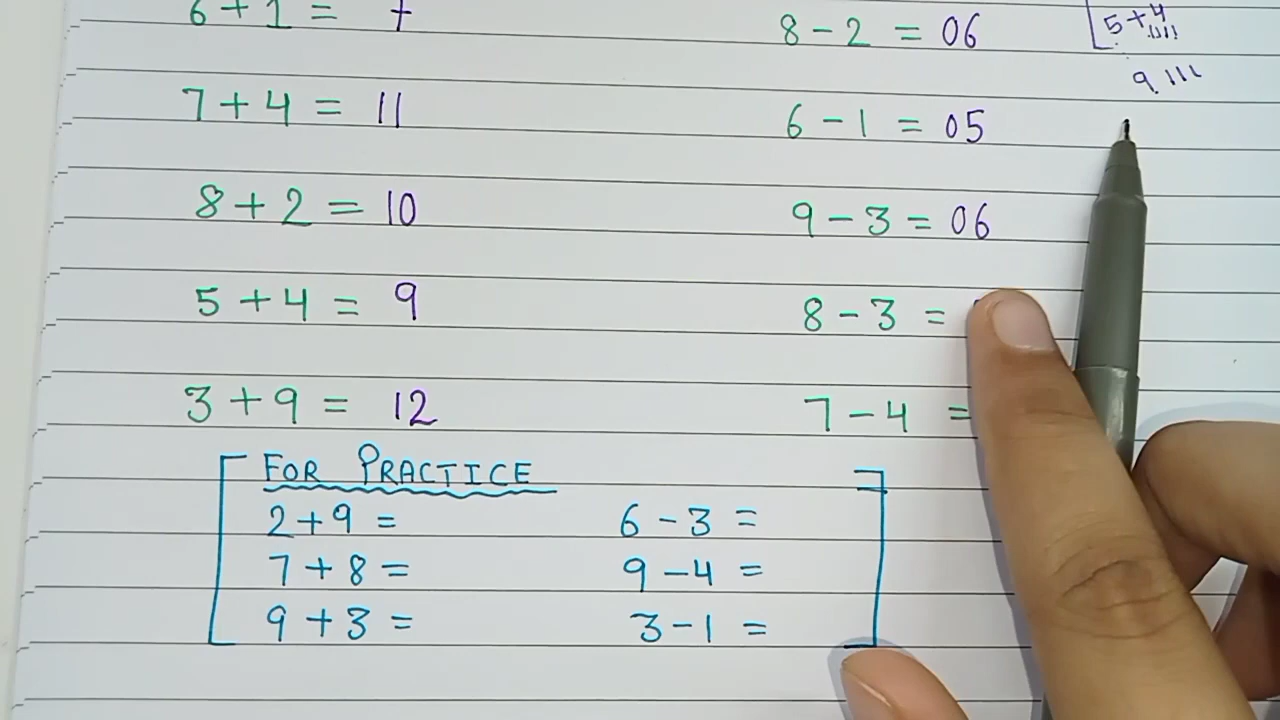 6 + 1 = 7
8 - 2 = 06
5+4
9
7 + 4 = 11
6 - 1 = 05
8 + 2 = 10
9 - 3 = 06
5 + 4 = 9
8 - 3 =
3 + 9 = 12
7 - 4 =
FOR PRACTICE
2 + 9 =
6 - 3 =
7 + 8 =
9 - 4 =
9 + 3 =
3 - 1 =